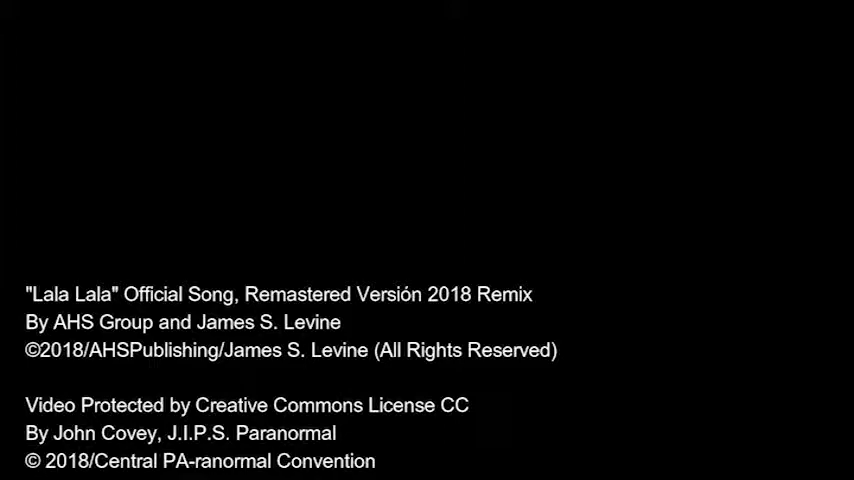 "Lala Lala" Official Song, Remastered Versión 2018 Remix
By AHS Group and James S. Levine
©2018/AHSPublishing/James S. Levine (All Rights Reserved)
Video Protected by Creative Commons License CC
By John Covey, J.I.P.S. Paranormal
© 2018/Central PA-ranormal Convention